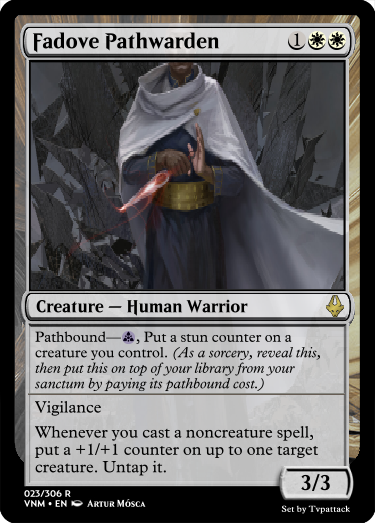 Fadove Pathwarden 1
Creature — Human Warrior
Pathbound—, Put a stun counter on a
creature you control. (As a sorcery, reveal this,
then put this on top of your library from your
sanctum by paying its pathbound cost.)
Vigilance
Whenever you cast a noncreature spell,
put a +1/+1 counter on up to one target
creature. Untap it.
3/3
023/306 R
VNM • EN Artur Mósca
Set by Tvpattack